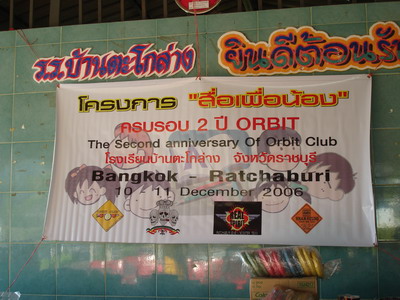 ร.ร.บ้านตะโกล่าง
ยินดีต้อนรับ
โครงการ "สื่อเพื่อน้อง"
ครบรอบ 2 ปี ORBIT
The Second anniversary Of Orbit Club
โรงเรียนบ้านตะโกล่าง จังหวัดราชบุรี
Bangkok - Ratchaburi
10 - 11 December 2006